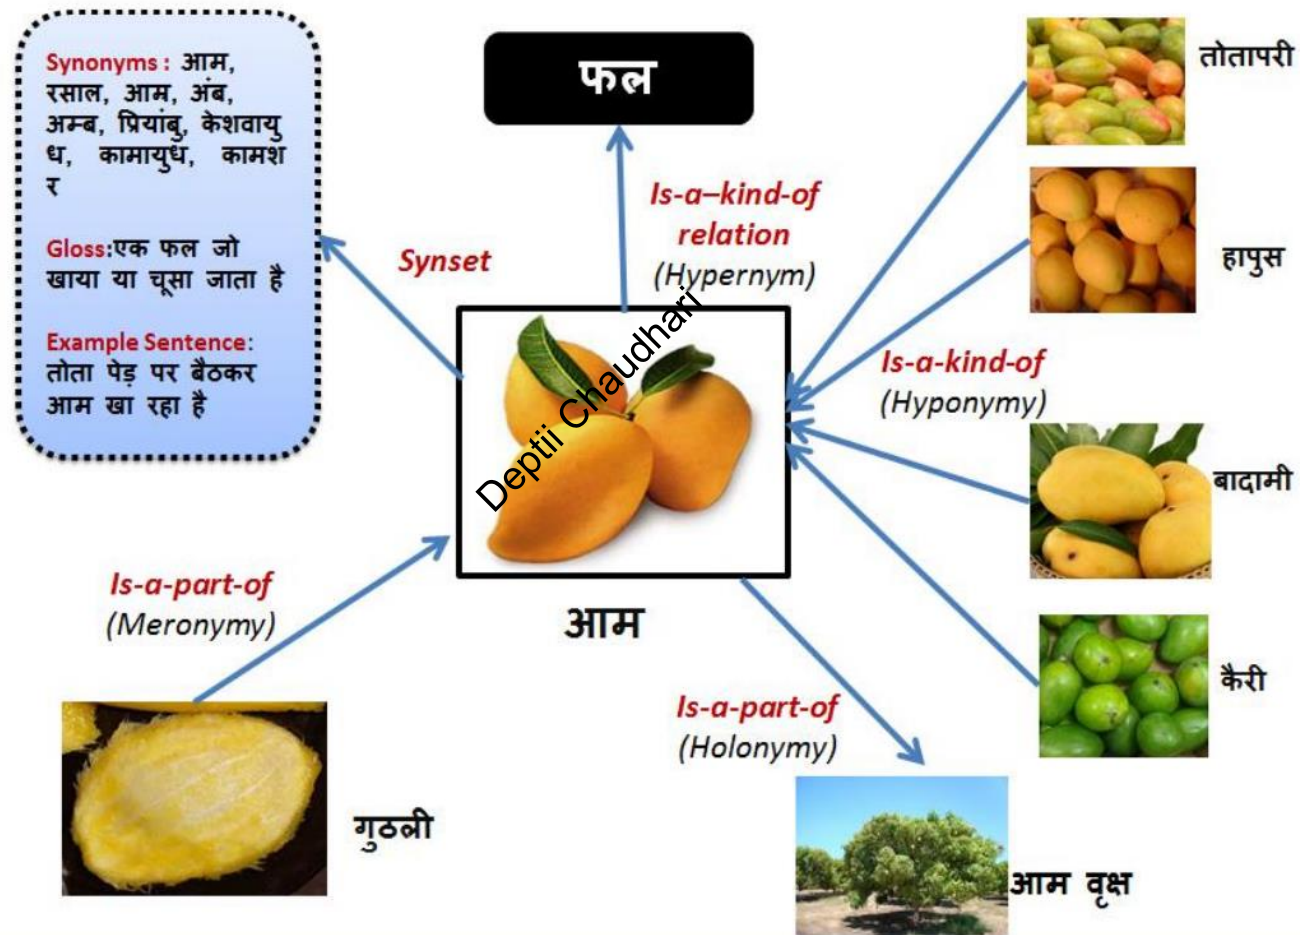 Synonyms : आम,
रसाल, आम्र, अंब,
अम्ब, प्रियांबु, केशवायु
ध, कामायुध, कामश
र
Gloss:एक फल जो
खाया या चूसा जाता है
Example Sentence:
तोता पेड़ पर बैठकर
आम खा रहा है
फल
Is-a–kind-of
relation
(Hypernym)
Synset
तोतापरी
हापुस
Is-a-kind-of
(Hyponymy)
बादामी
कैरी
Deptii Chaudhari
आम
Is-a-part-of
(Meronymy)
गुठली
Is-a-part-of
(Holonymy)
आम वृक्ष